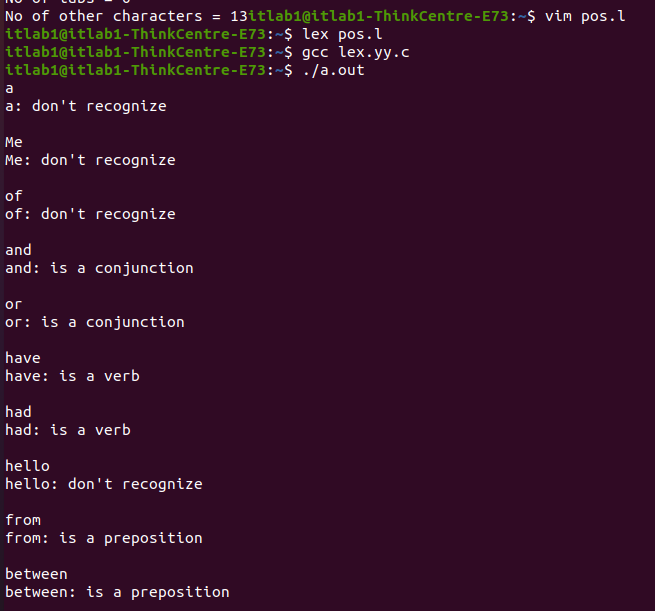 No of tabs = 0
No of other characters = 13itlab1@itlab1-ThinkCentre-E73:~$ vim pos.l
itlab1@itlab1-ThinkCentre-E73:~$ lex pos.l
itlab1@itlab1-ThinkCentre-E73:~$ gcc lex.yy.c
itlab1@itlab1-ThinkCentre-E73:~$ ./a.out
a
a: don't recognize
Me
Me: don't recognize
of
of: don't recognize
and
and: is a conjunction
or
or: is a conjunction
have
have: is a verb
had
had: is a verb
hello
hello: don't recognize
from
from: is a preposition
between
between: is a preposition